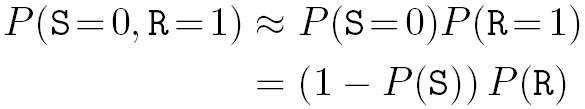 P(S=0, R=1) ≈ P(S=0)P(R=1)
= (1 − P(S)) P(R)